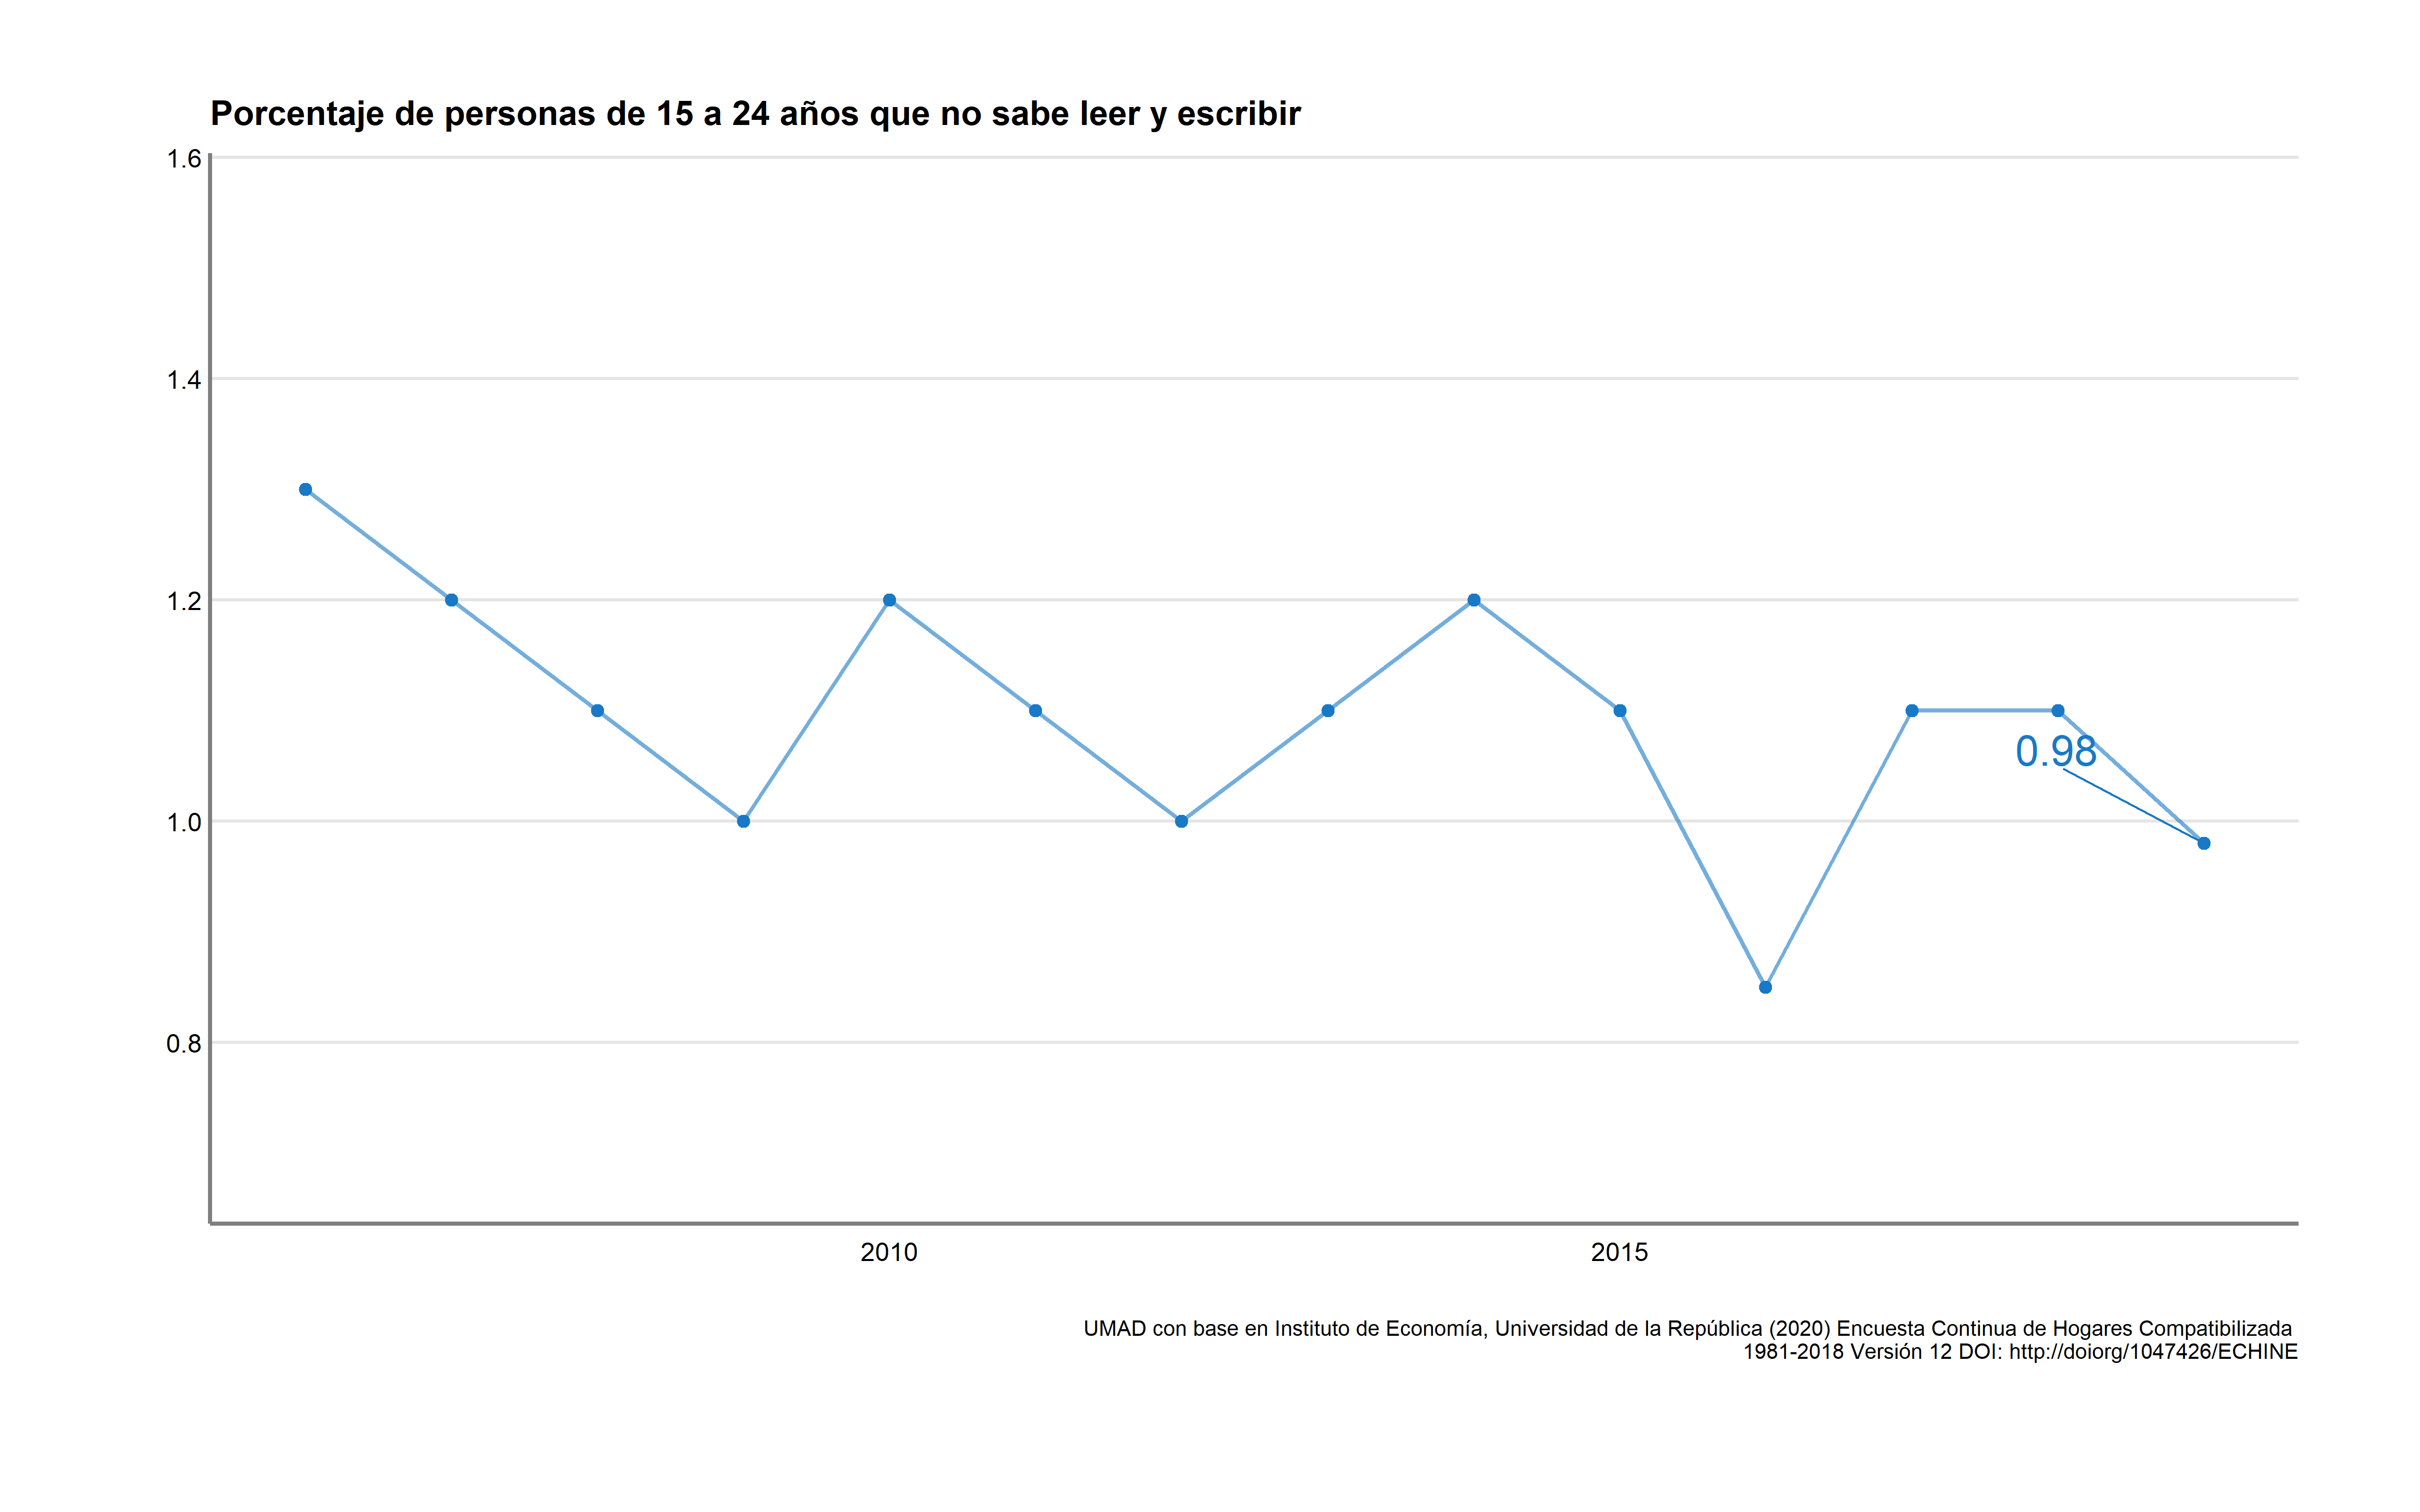 Porcentaje de personas de 15 a 24 años que no sabe leer y escribir
1.6
1.4
1.2
1.0
0.8
0.98
2010
2015
UMAD con base en Instituto de Economía, Universidad de la República (2020) Encuesta Continua de Hogares Compatibilizada
1981-2018 Versión 12 DOI: http://doiorg/1047426/ECHINE